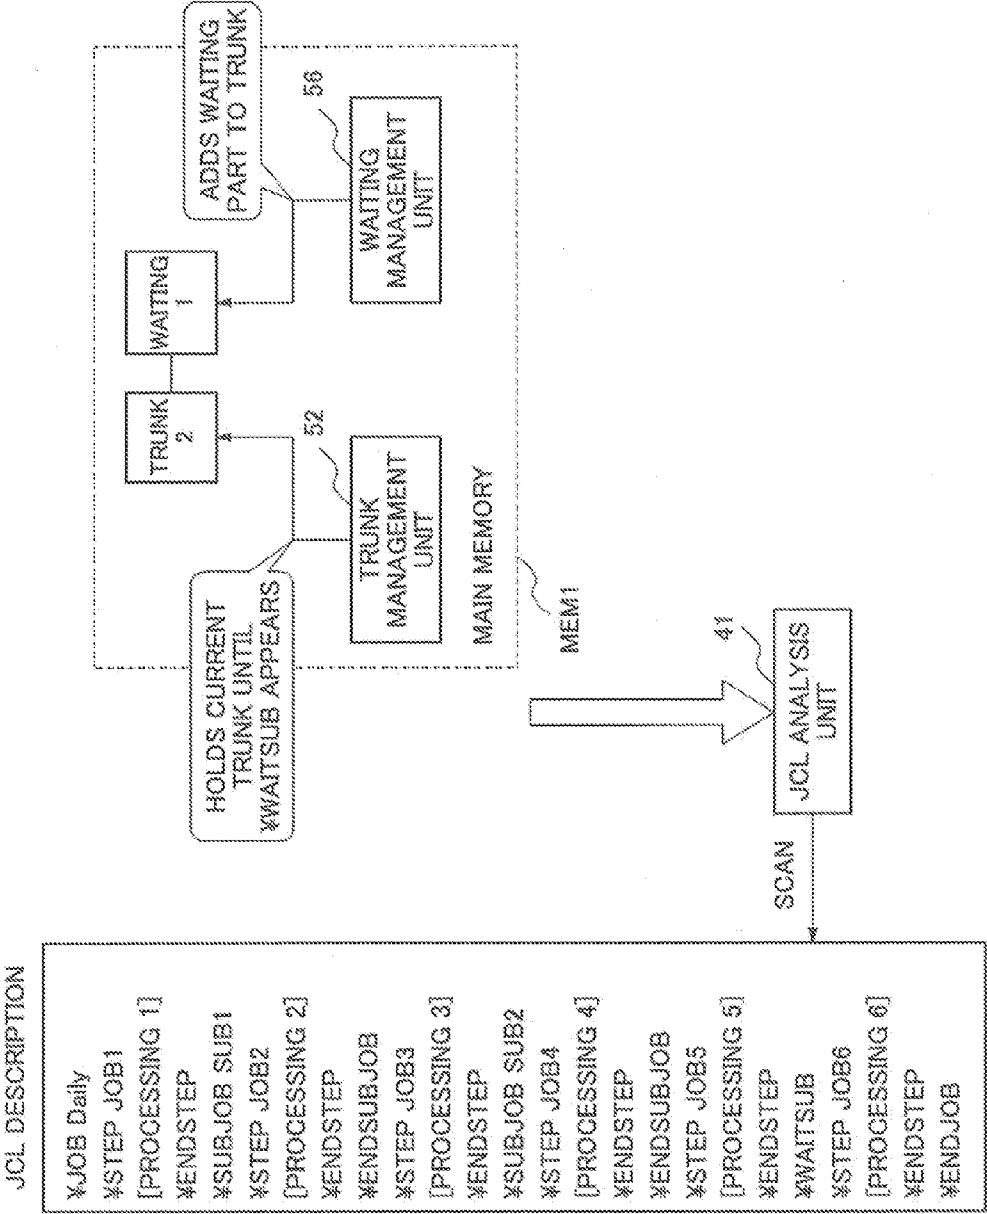 JCL DESCRIPTION
¥JOB Daily
¥STEP JOB1
[PROCESSING 1]
¥ENDSTEP
¥SUBJOB SUB1
¥STEP JOB2
[PROCESSING 2]
¥ENDSTEP
¥ENDSUBJOB
¥STEP JOB3
[PROCESSING 3]
¥ENDSTEP
¥SUBJOB SUB2
¥STEP JOB4
[PROCESSING 4]
¥ENDSTEP
¥ENDSUBJOB
¥STEP JOB5
[PROCESSING 5]
¥ENDSTEP
¥WAITSUB
¥STEP JOB6
[PROCESSING 6]
¥ENDSTEP
¥ENDJOB
SCAN
41
JCL ANALYSIS
UNIT
HOLDS CURRENT
TRUNK UNTIL
¥WAITSUB APPEARS
TRUNK
2
WAITING
1
ADDS WAITING
PART TO TRUNK
52
TRUNK
MANAGEMENT
UNIT
56
WAITING
MANAGEMENT
UNIT
MAIN MEMORY
MEM1